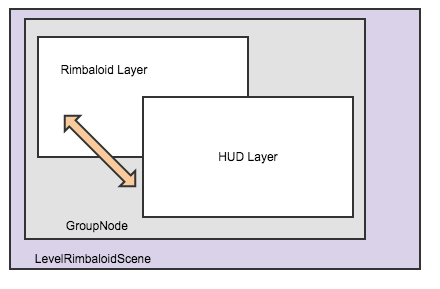 Rimbaloid Layer
HUD Layer
GroupNode
LevelRimbaloidScene